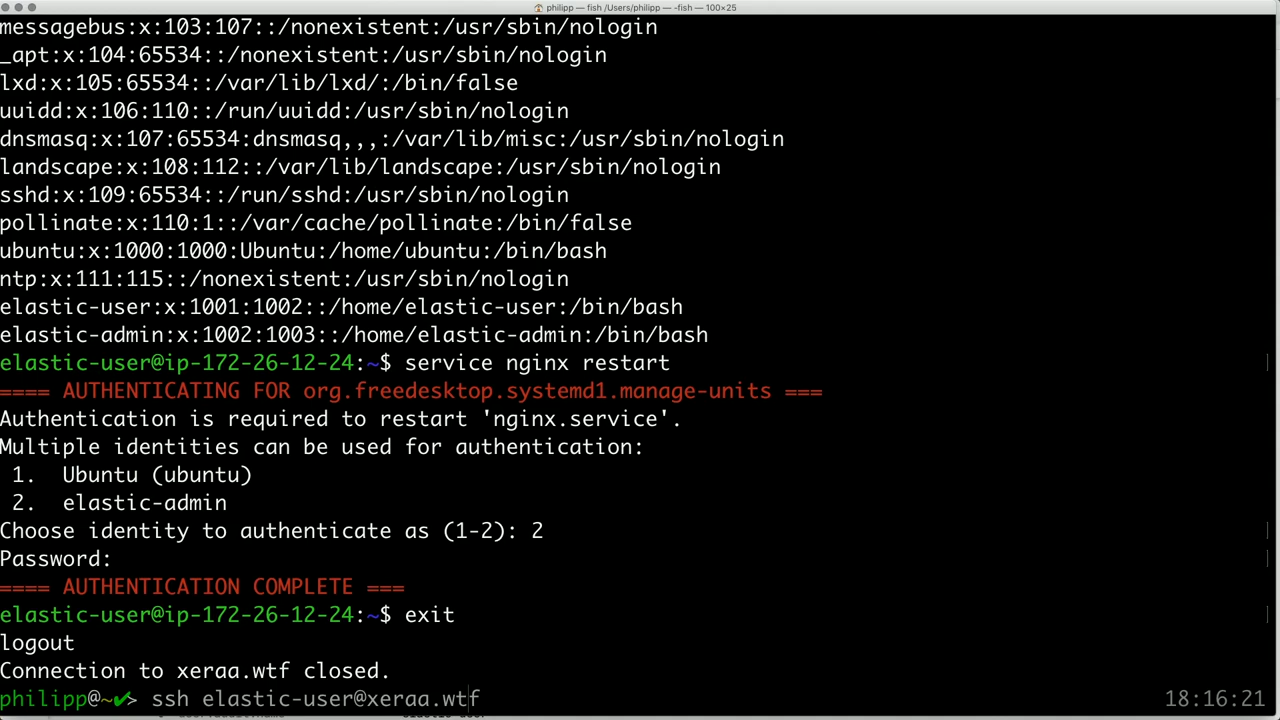 philipp — fish /Users/philipp — -fish — 100×25
messagebus:x:103:107::/nonexistent:/usr/sbin/nologin
_apt:x:104:65534::/nonexistent:/usr/sbin/nologin
lxd:x:105:65534::/var/lib/lxd/:/bin/false
uuidd:x:106:110::/run/uuidd:/usr/sbin/nologin
dnsmasq:x:107:65534:dnsmasq,,,:/var/lib/misc:/usr/sbin/nologin
landscape:x:108:112::/var/lib/landscape:/usr/sbin/nologin
sshd:x:109:65534::/run/sshd:/usr/sbin/nologin
pollinate:x:110:1::/var/cache/pollinate:/bin/false
ubuntu:x:1000:1000:Ubuntu:/home/ubuntu:/bin/bash
ntp:x:111:115::/nonexistent:/usr/sbin/nologin
elastic-user:x:1001:1002::/home/elastic-user:/bin/bash
elastic-admin:x:1002:1003::/home/elastic-admin:/bin/bash
elastic-user@ip-172-26-12-24:~$ service nginx restart
==== AUTHENTICATING FOR org.freedesktop.systemd1.manage-units ===
Authentication is required to restart 'nginx.service'.
Multiple identities can be used for authentication:
 1.  Ubuntu (ubuntu)
 2.  elastic-admin
Choose identity to authenticate as (1-2): 2
Password:
==== AUTHENTICATION COMPLETE ===
elastic-user@ip-172-26-12-24:~$ exit
logout
Connection to xeraa.wtf closed.
philipp@~✔> ssh elastic-user@xeraa.wtf 18:16:21